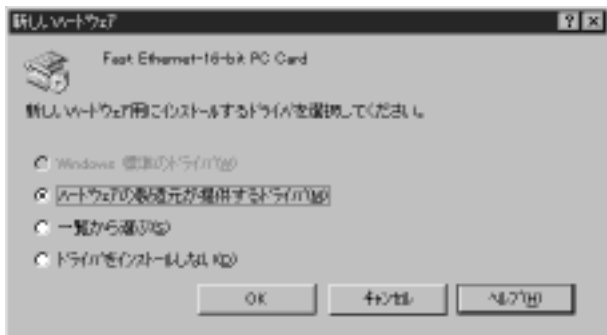 新しいハードウェア
Fast Ethernet-16-bit PC Card
新しいハードウェア用にインストールするドライバを選択してください。
Windows 標準のドライバ(W)
ハードウェアの製造元が提供するドライバ(M)
一覧から選ぶ(S)
ドライバをインストールしない(D)
OK
キャンセル
ヘルプ(H)